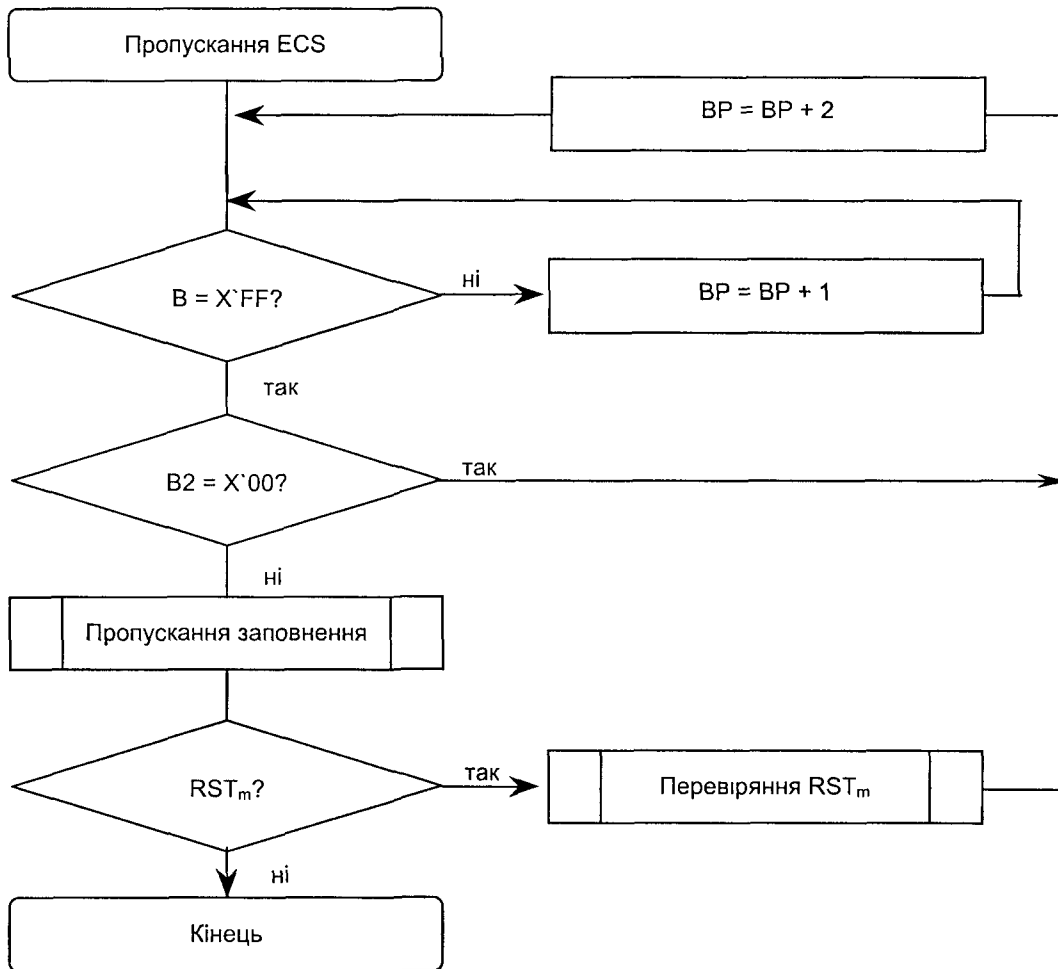 Пропускання ECS
BP = BP + 2
B = X`FF?
ні
BP = BP + 1
так
B2 = X`00?
так
ні
Пропускання заповнення
RSTm?
так
Перевіряння RSTm
ні
Кінець